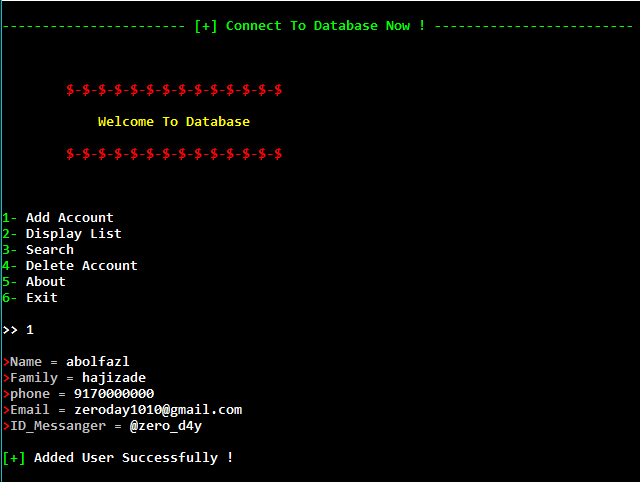 ----------------------- [+] Connect To Database Now ! -------------------------
$-$-$-$-$-$-$-$-$-$-$-$-$-$
Welcome To Database
$-$-$-$-$-$-$-$-$-$-$-$-$-$
1- Add Account
2- Display List
3- Search
4- Delete Account
5- About
6- Exit
>> 1
>Name = abolfazl
>Family = hajizade
>phone = 9170000000
>Email = zeroday1010@gmail.com
>ID_Messanger = @zero_d4y
[+] Added User Successfully !